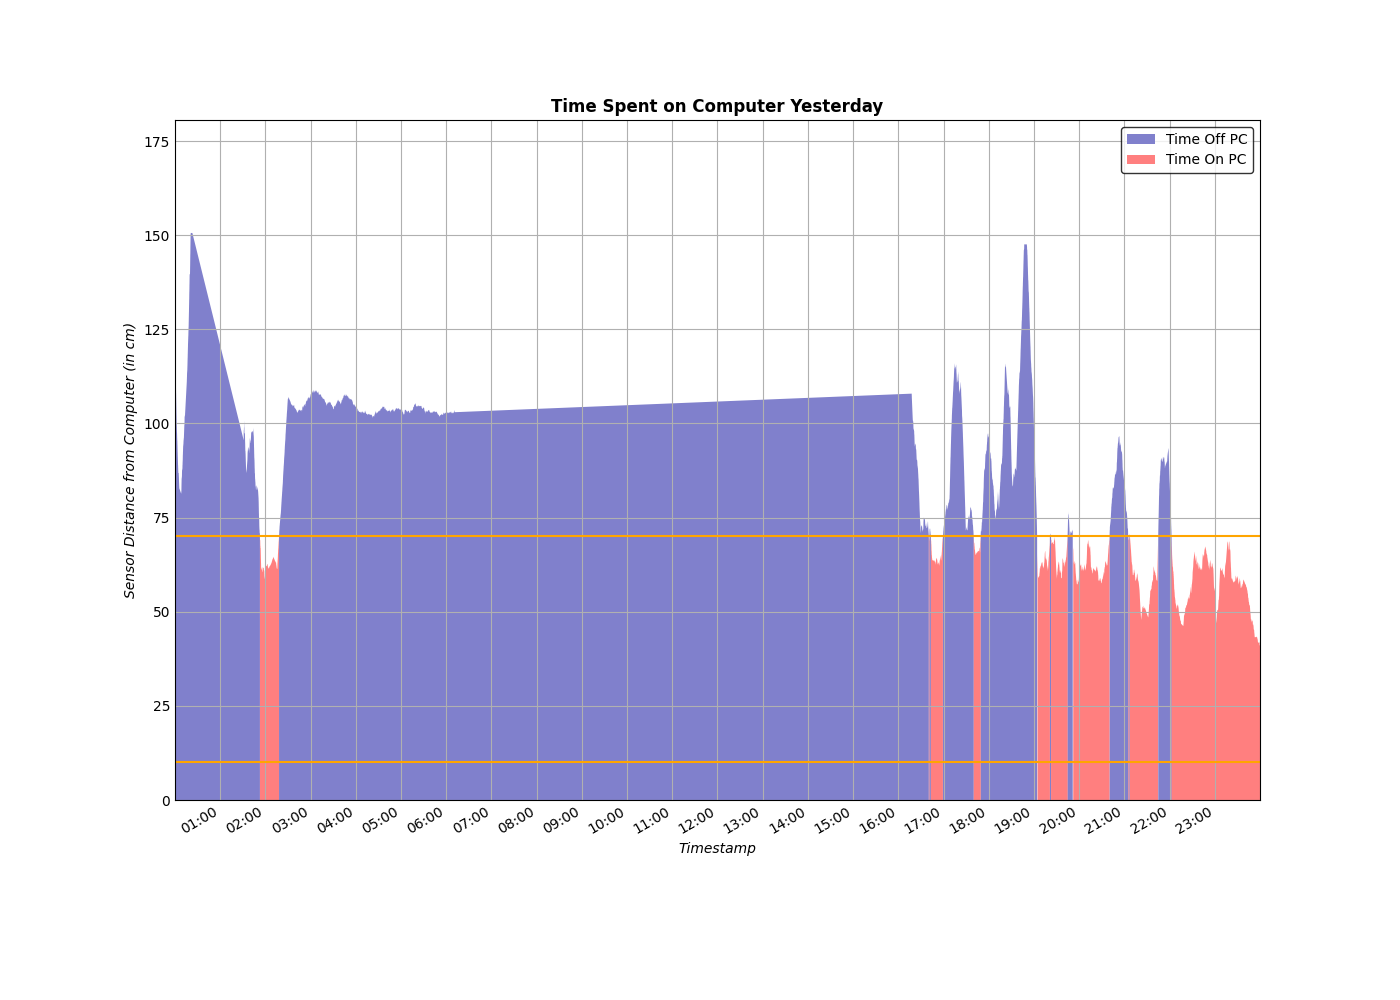 Time Spent on Computer Yesterday
Time Off PC
Time On PC
175
150
125
100
75
50
25
0
Sensor Distance from Computer (in cm)
01:00 02:00 03:00 04:00 05:00 06:00 07:00 08:00 09:00 10:00 11:00 12:00 13:00 14:00 15:00 16:00 17:00 18:00 19:00 20:00 21:00 22:00 23:00
Timestamp